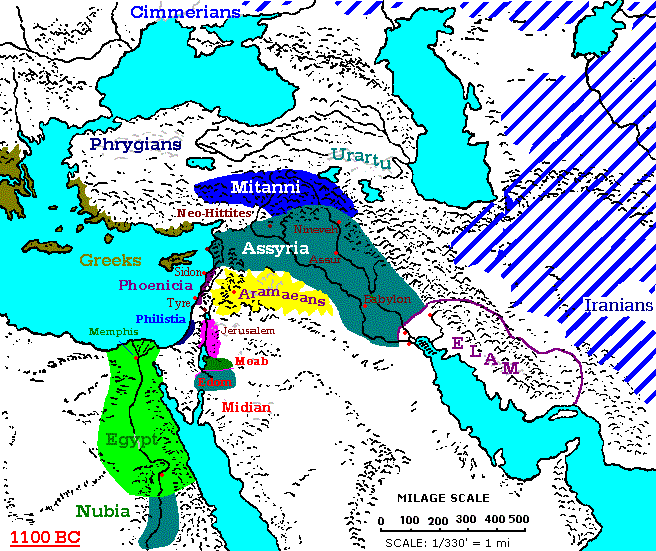 Cimmerians
Phrygians
Urartu
Mitanni
Neo-Hittites
Nineveh
Assyria
Assur
Greeks
Sidon
Phoenicia
Aramaeans
Babylon
Tyre
Iranians
Philistia
Memphis
Jerusalem
ELAM
Moab
Edom
Midian
Egypt
Nubia
MILAGE SCALE
0 100 200 300 400 500
1100 BC
SCALE: 1/330' = 1 mi